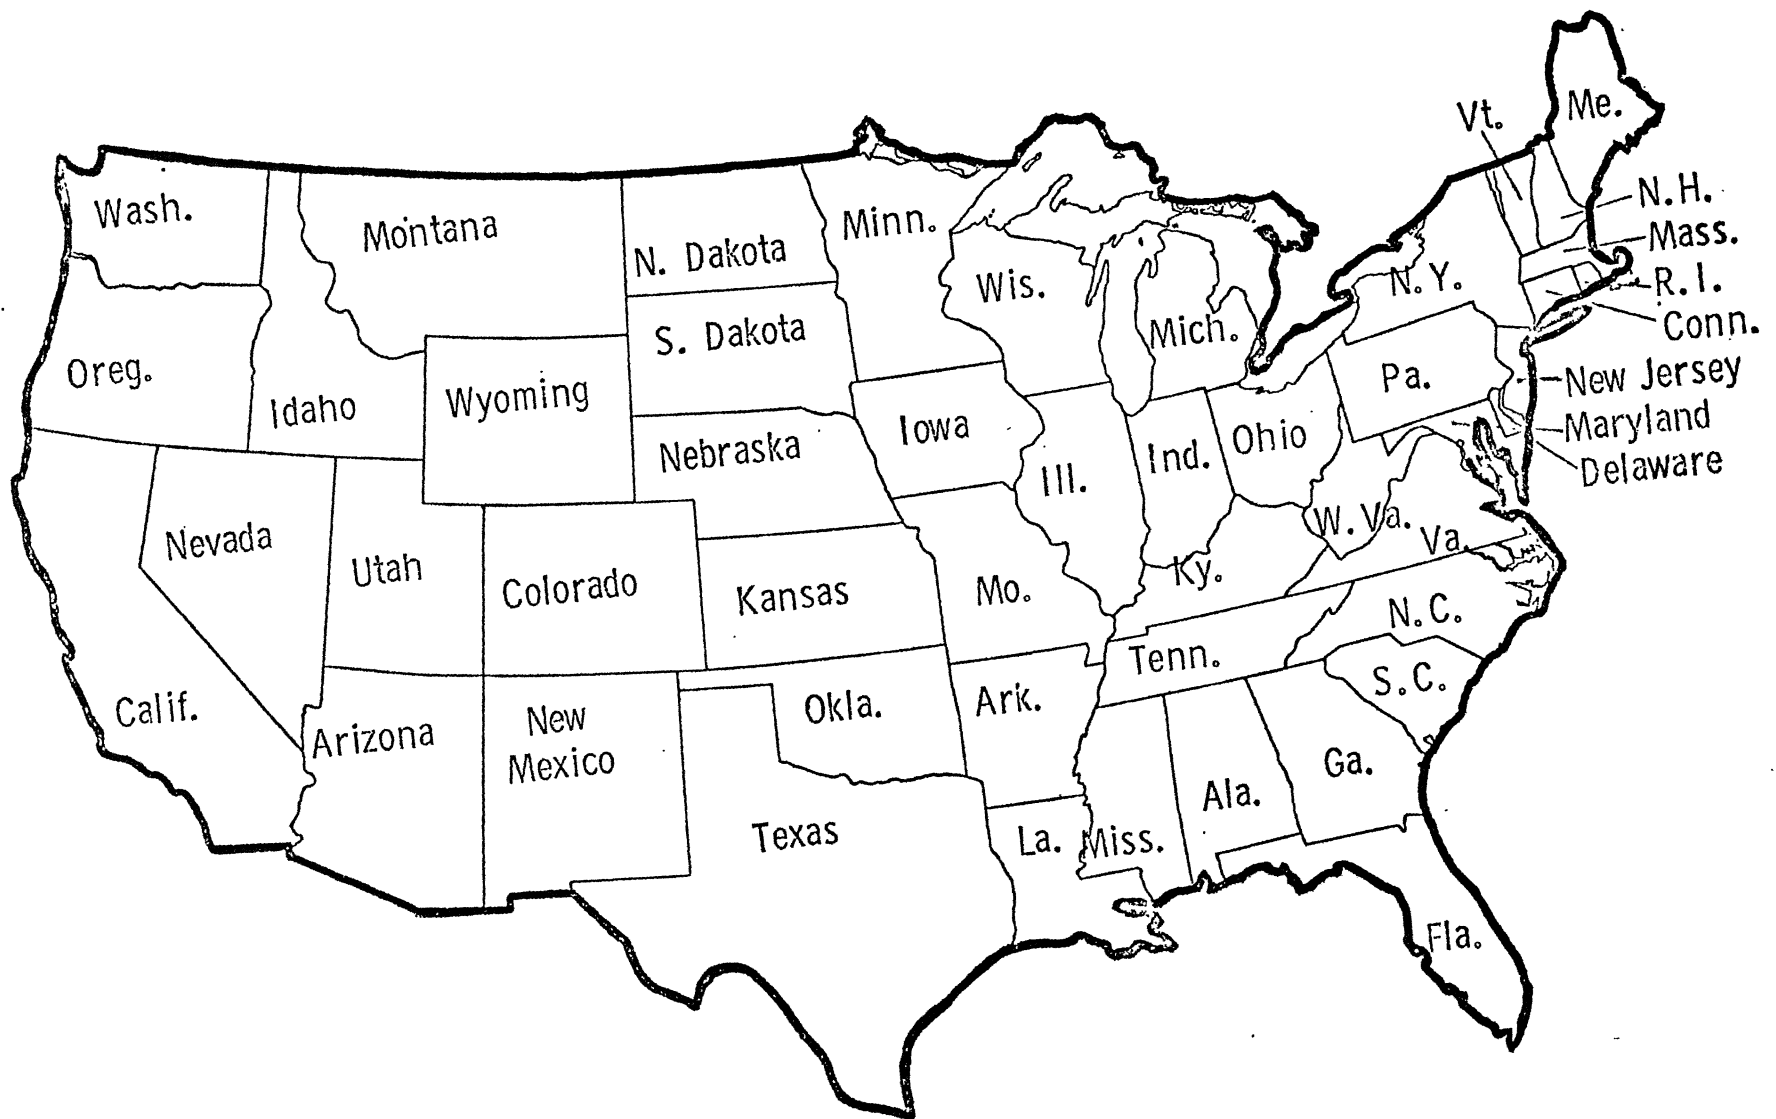 Me.
Vt.
Wash.
Montana
N. Dakota
Minn.
N.H.
Mass.
R.I.
Conn.
N.Y.
Wis.
Mich.
S. Dakota
Oreg.
Idaho
Wyoming
Pa.
New Jersey
Maryland
Delaware
Iowa
Nebraska
Ill.
Ind.
Ohio
W. Va.
Va.
Nevada
Utah
Colorado
Kansas
Mo.
Ky.
N.C.
Tenn.
S.C.
Calif.
Arizona
New
Mexico
Okla.
Ark.
Ga.
Ala.
Texas
La.
Miss.
Fla.